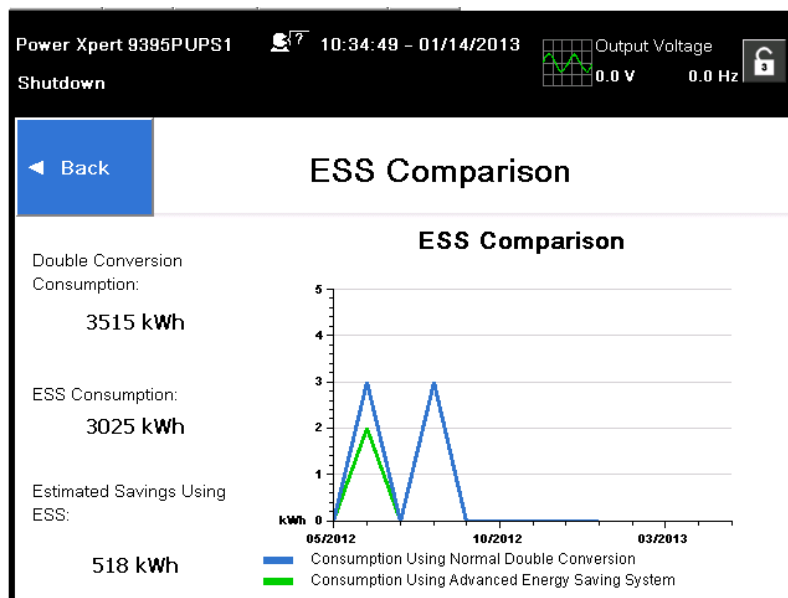 Power Xpert 9395PUPS1 ? 10:34:49 - 01/14/2013 Output Voltage
Shutdown 0.0 V 0.0 Hz 3
Back ESS Comparison
ESS Comparison
Double Conversion
Consumption:
3515 kWh
ESS Consumption:
3025 kWh
Estimated Savings Using
ESS:
518 kWh
5
4
3
2
1
kWh 0
05/2012 10/2012 03/2013
Consumption Using Normal Double Conversion
Consumption Using Advanced Energy Saving System